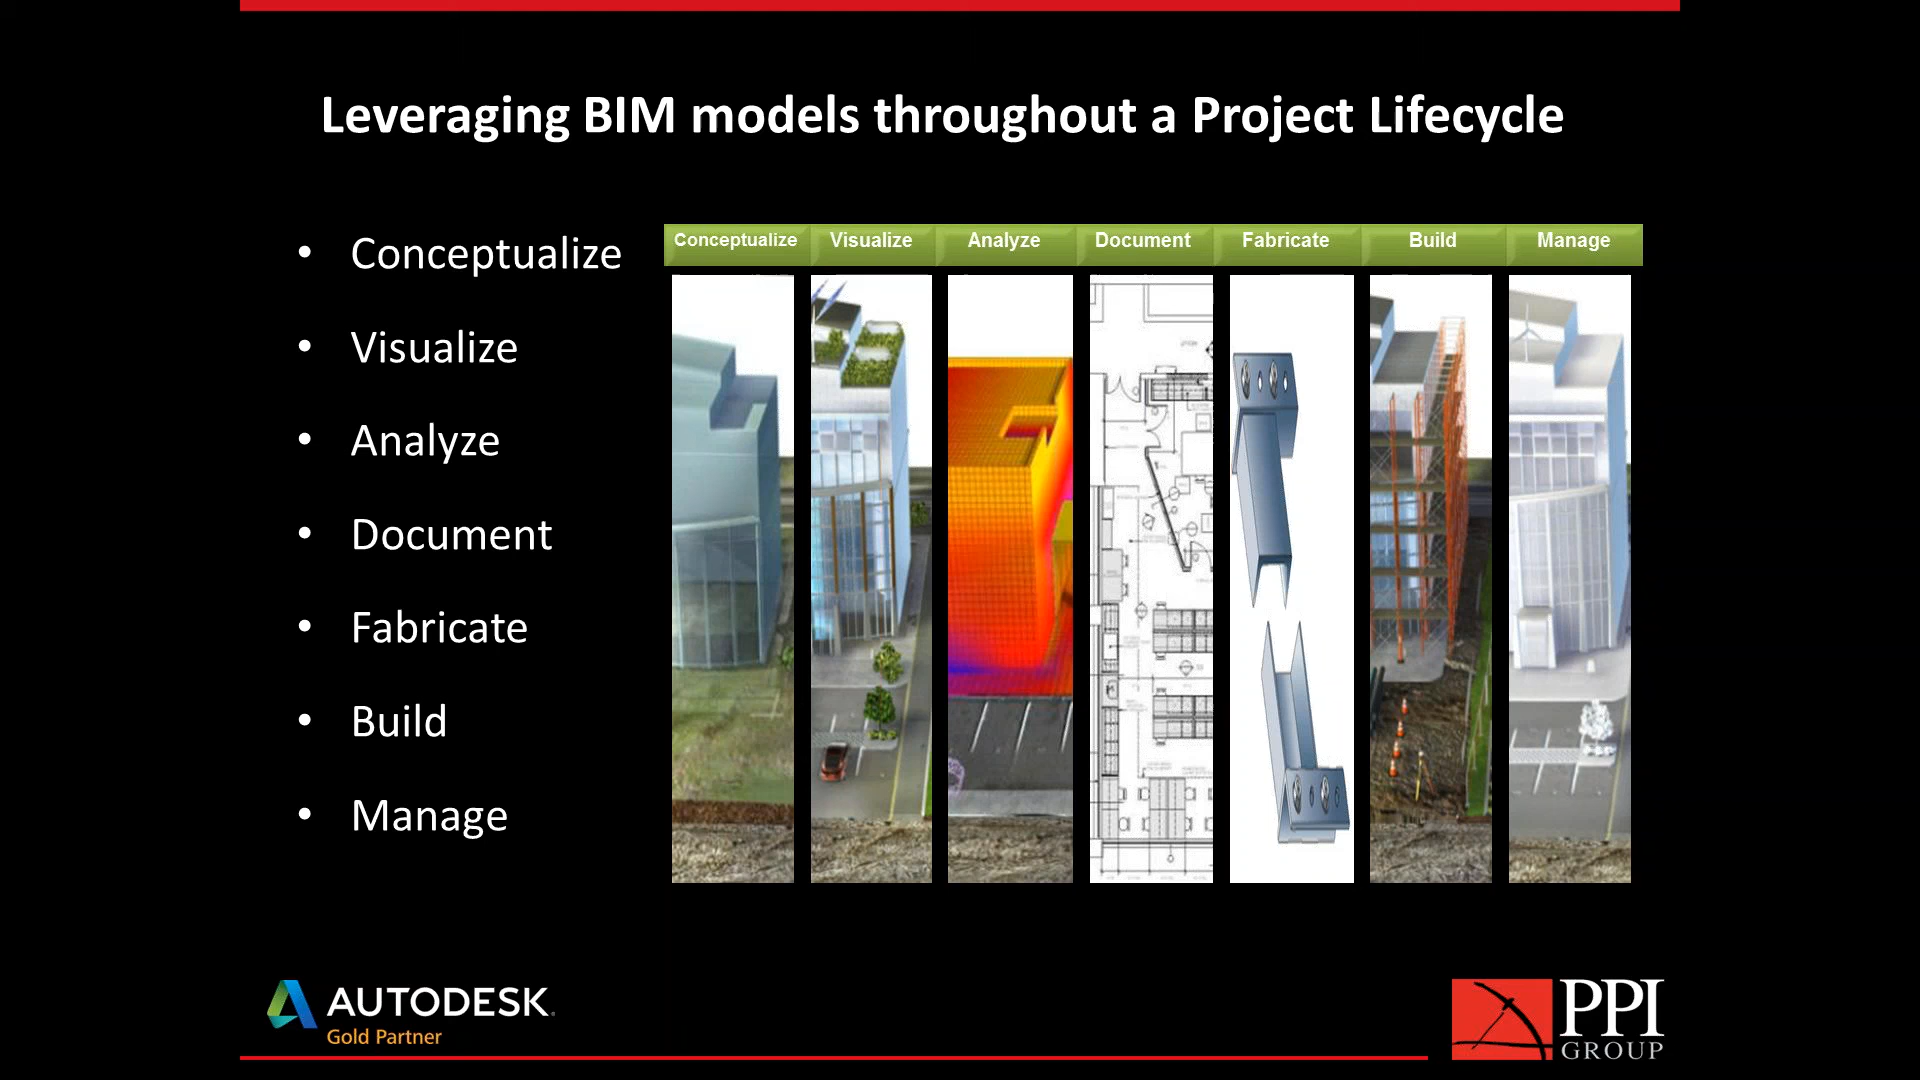 Leveraging BIM models throughout a Project Lifecycle
• Conceptualize
• Visualize
• Analyze
• Document
• Fabricate
• Build
• Manage
Conceptualize Visualize Analyze Document Fabricate Build Manage
AUTODESK.
Gold Partner
PPI
GROUP